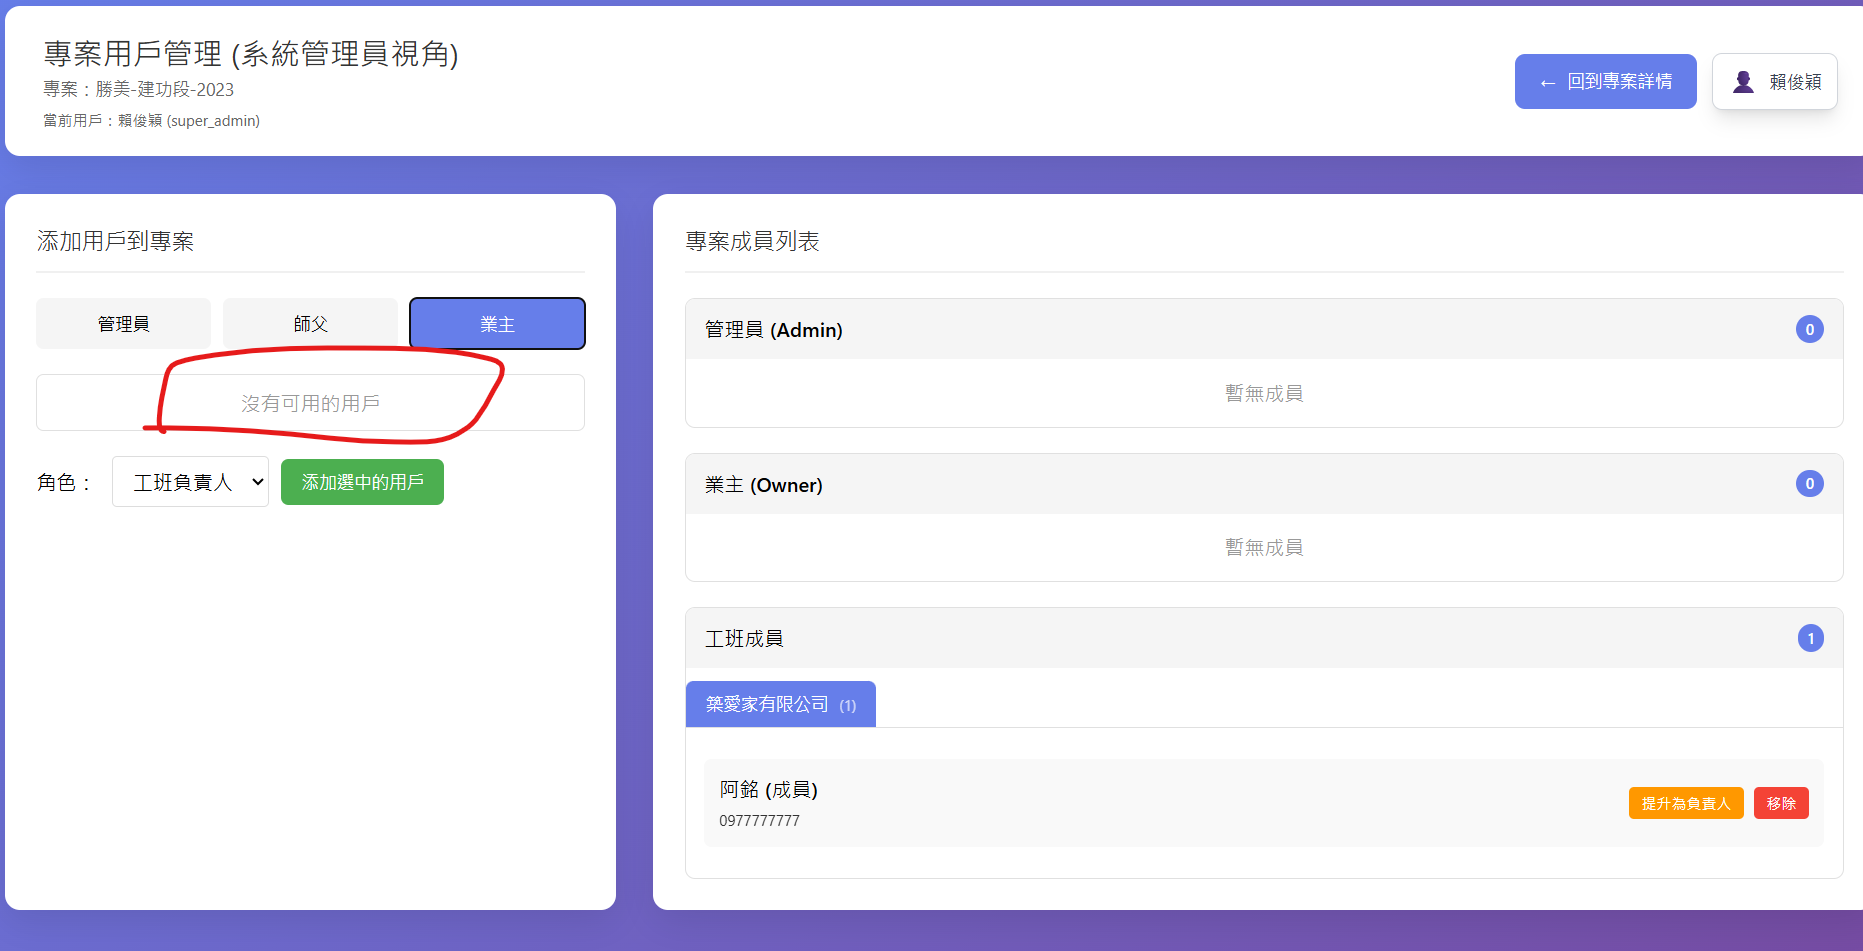 專案用戶管理 (系統管理員視角)
專案：勝美-建功段-2023
當前用戶：賴俊穎 (super_admin)
← 回到專案詳情
賴俊穎
添加用戶到專案
管理員
師父
業主
沒有可用的用戶
角色：
工班負責人
添加選中的用戶
專案成員列表
管理員 (Admin)
0
暫無成員
業主 (Owner)
0
暫無成員
工班成員
1
築愛家有限公司 (1)
阿銘 (成員)
0977777777
提升為負責人
移除